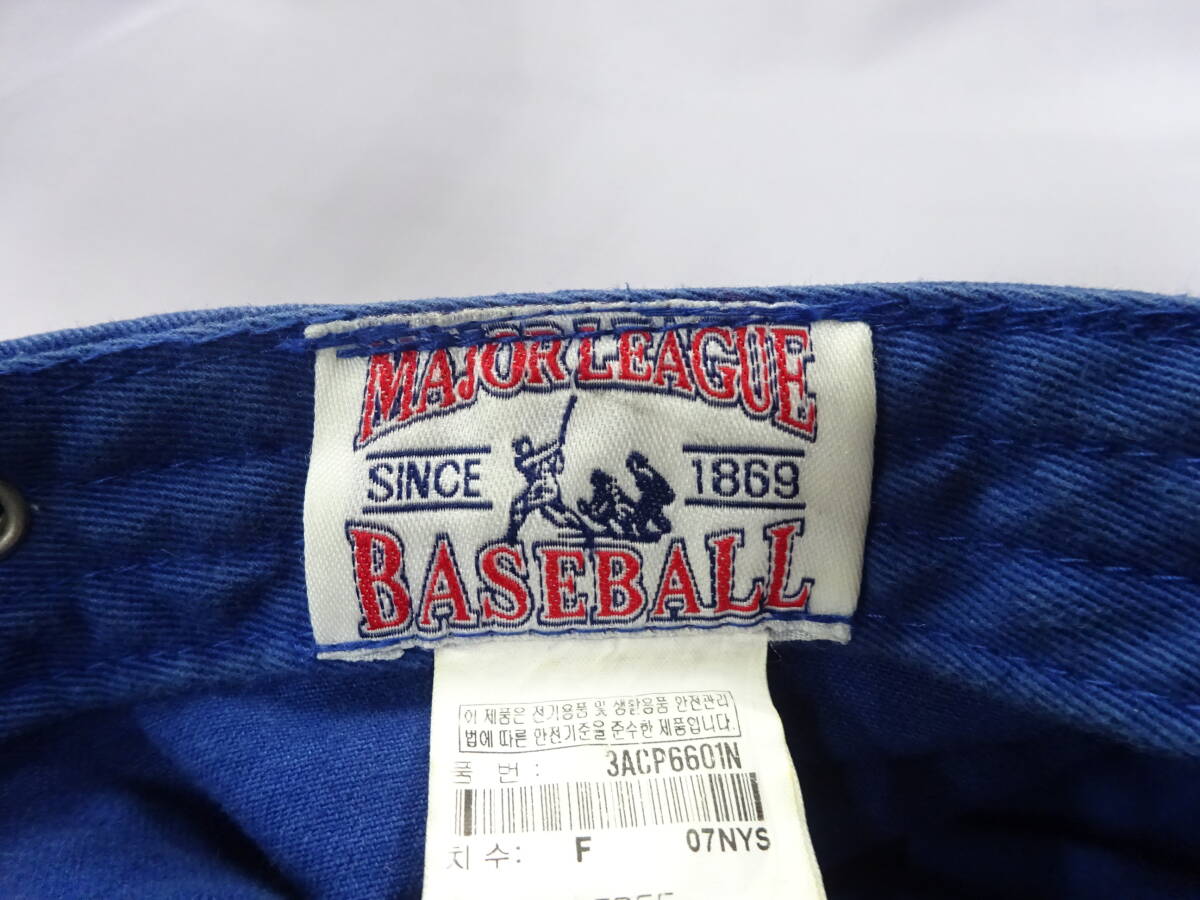 MAJOR LEAGUE
SINCE 1869
BASEBALL
이 제품은 전기용품 및 생활용품 안전관리
법에 따른 안전기준을 준수한 제품입니다.
품 번 : 3ACP6601N
치 수: F 07NYS